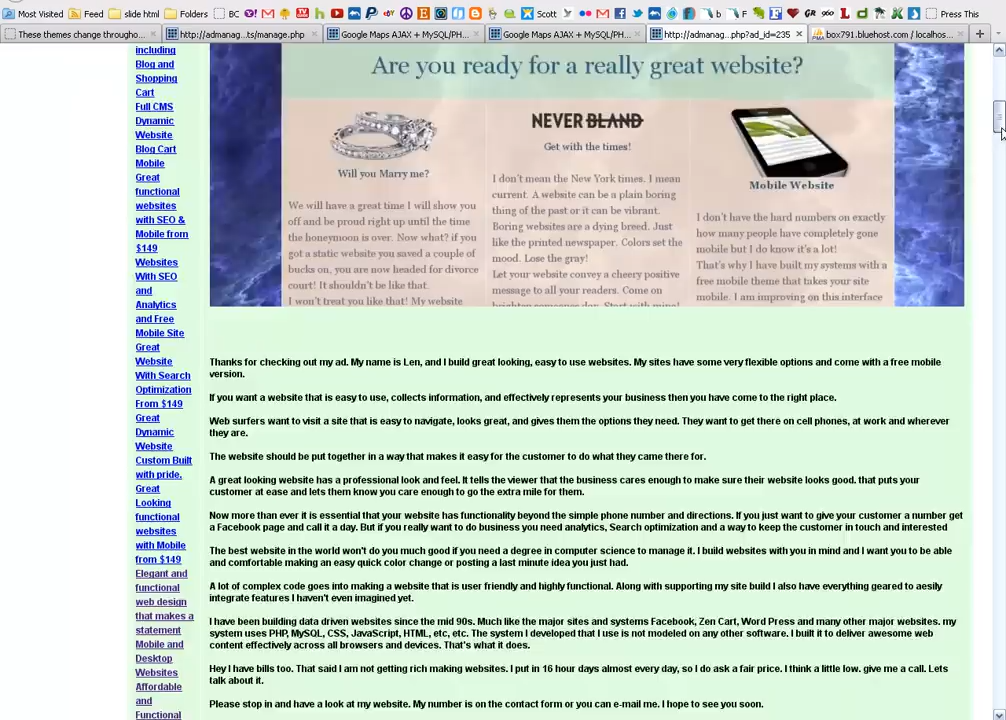 Most Visited Feed slide html Folders BC Y! M Scott M b F GR 960 L d Press This
These themes change througho... http://admanag...ts/manage.php Google Maps AJAX + MySQL/PH... Google Maps AJAX + MySQL/PH... http://admanag...php?ad_id=235 box791.bluehost.com / localhos...
including
Blog and
Shopping
Cart
Full CMS
Dynamic
Website
Blog Cart
Mobile
Great
functional
websites
with SEO &
Mobile from
$149
Websites
With SEO
and
Analytics
and Free
Mobile Site
Great
Website
With Search
Optimization
From $149
Great
Dynamic
Website
Custom Built
with pride.
Great
Looking
functional
websites
with Mobile
from $149
Elegant and
functional
web design
that makes a
statement
Mobile and
Desktop
Websites
Affordable
and
Functional
Are you ready for a really great website?
Will you Marry me?
We will have a great time I will show you
off and be proud right up until the time
the honeymoon is over. Now what? if you
got a static website you saved a couple of
bucks on, you are now headed for divorce
court! It shouldn't be like that.
I won't treat you like that! My website
NEVER BLAND
Get with the times!
I don't mean the New York times. I mean
current. A website can be a plain boring
thing of the past or it can be vibrant.
Boring websites are a dying breed. Just
like the printed newspaper. Colors set the
mood. Lose the gray!
Let your website convey a cheery positive
message to all your readers. Come on
brighten someones day. Start with mine!
Mobile Website
I don't have the hard numbers on exactly
how many people have completely gone
mobile but I do know it's a lot!
That's why I have built my systems with a
free mobile theme that takes your site
mobile. I am improving on this interface
Thanks for checking out my ad. My name is Len, and I build great looking, easy to use websites. My sites have some very flexible options and come with a free mobile
version.
If you want a website that is easy to use, collects information, and effectively represents your business then you have come to the right place.
Web surfers want to visit a site that is easy to navigate, looks great, and gives them the options they need. They want to get there on cell phones, at work and wherever
they are.
The website should be put together in a way that makes it easy for the customer to do what they came there for.
A great looking website has a professional look and feel. It tells the viewer that the business cares enough to make sure their website looks good. that puts your
customer at ease and lets them know you care enough to go the extra mile for them.
Now more than ever it is essential that your website has functionality beyond the simple phone number and directions. If you just want to give your customer a number get
a Facebook page and call it a day. But if you really want to do business you need analytics, Search optimization and a way to keep the customer in touch and interested
The best website in the world won't do you much good if you need a degree in computer science to manage it. I build websites with you in mind and I want you to be able
and comfortable making an easy quick color change or posting a last minute idea you just had.
A lot of complex code goes into making a website that is user friendly and highly functional. Along with supporting my site build I also have everything geared to aesily
integrate features I haven't even imagined yet.
I have been building data driven websites since the mid 90s. Much like the major sites and systems Facebook, Zen Cart, Word Press and many other major websites. my
system uses PHP, MySQL, CSS, JavaScript, HTML, etc, etc. The system I developed that I use is not modeled on any other software. I built it to deliver awesome web
content effectively across all browsers and devices. That's what it does.
Hey I have bills too. That said I am not getting rich making websites. I put in 16 hour days almost every day, so I do ask a fair price. I think a little low. give me a call. Lets
talk about it.
Please stop in and have a look at my website. My number is on the contact form or you can e-mail me. I hope to see you soon.